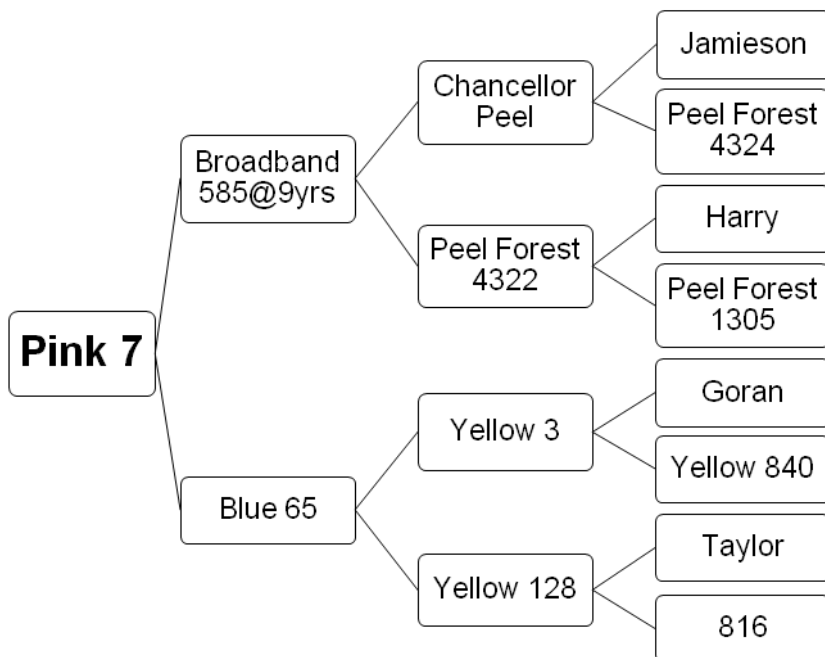 Jamieson
Chancellor
Peel
Peel Forest
4324
Broadband
585@9yrs
Harry
Peel Forest
4322
Peel Forest
1305
Pink 7
Goran
Yellow 3
Yellow 840
Blue 65
Taylor
Yellow 128
816